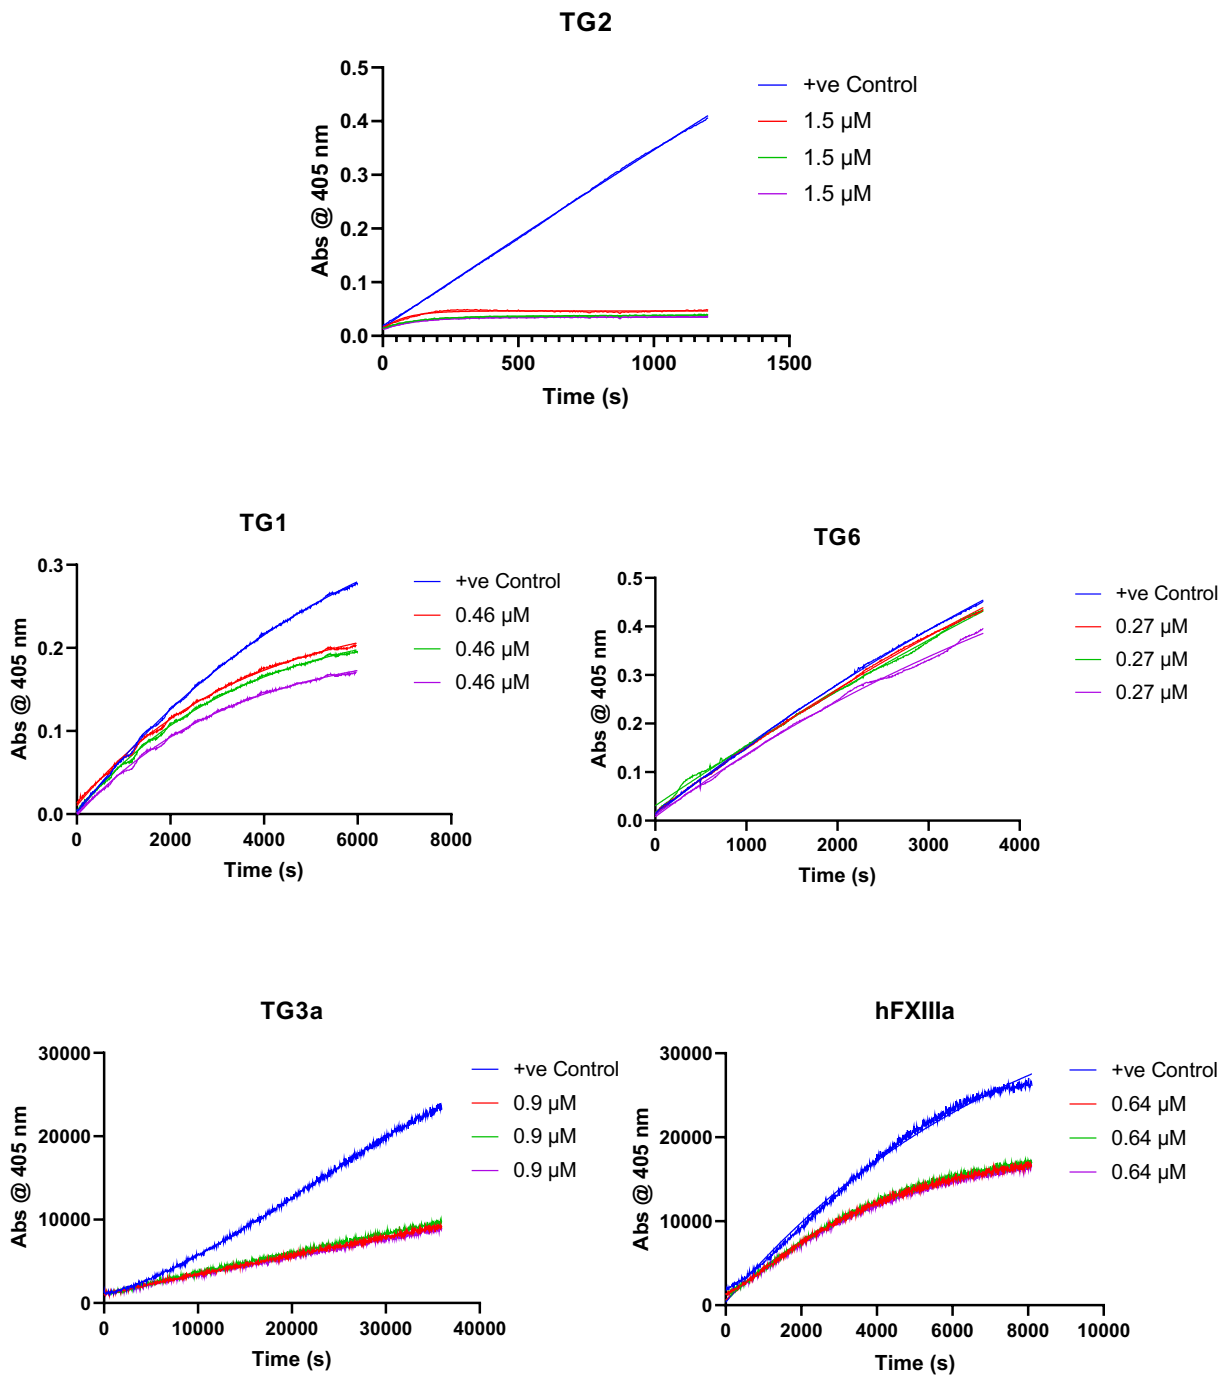 TG2
0.5
0.4
0.3
0.2
0.1
0.0
Abs @ 405 nm
0 500 1000 1500
Time (s)
+ve Control
1.5 µM
1.5 µM
1.5 µM
TG1
0.3
0.2
0.1
0.0
Abs @ 405 nm
0 2000 4000 6000 8000
Time (s)
+ve Control
0.46 µM
0.46 µM
0.46 µM
TG6
0.5
0.4
0.3
0.2
0.1
0.0
Abs @ 405 nm
0 1000 2000 3000 4000
Time (s)
+ve Control
0.27 µM
0.27 µM
0.27 µM
TG3a
30000
20000
10000
0
Abs @ 405 nm
0 10000 20000 30000 40000
Time (s)
+ve Control
0.9 µM
0.9 µM
0.9 µM
hFXIIIa
30000
20000
10000
0
Abs @ 405 nm
0 2000 4000 6000 8000 10000
Time (s)
+ve Control
0.64 µM
0.64 µM
0.64 µM